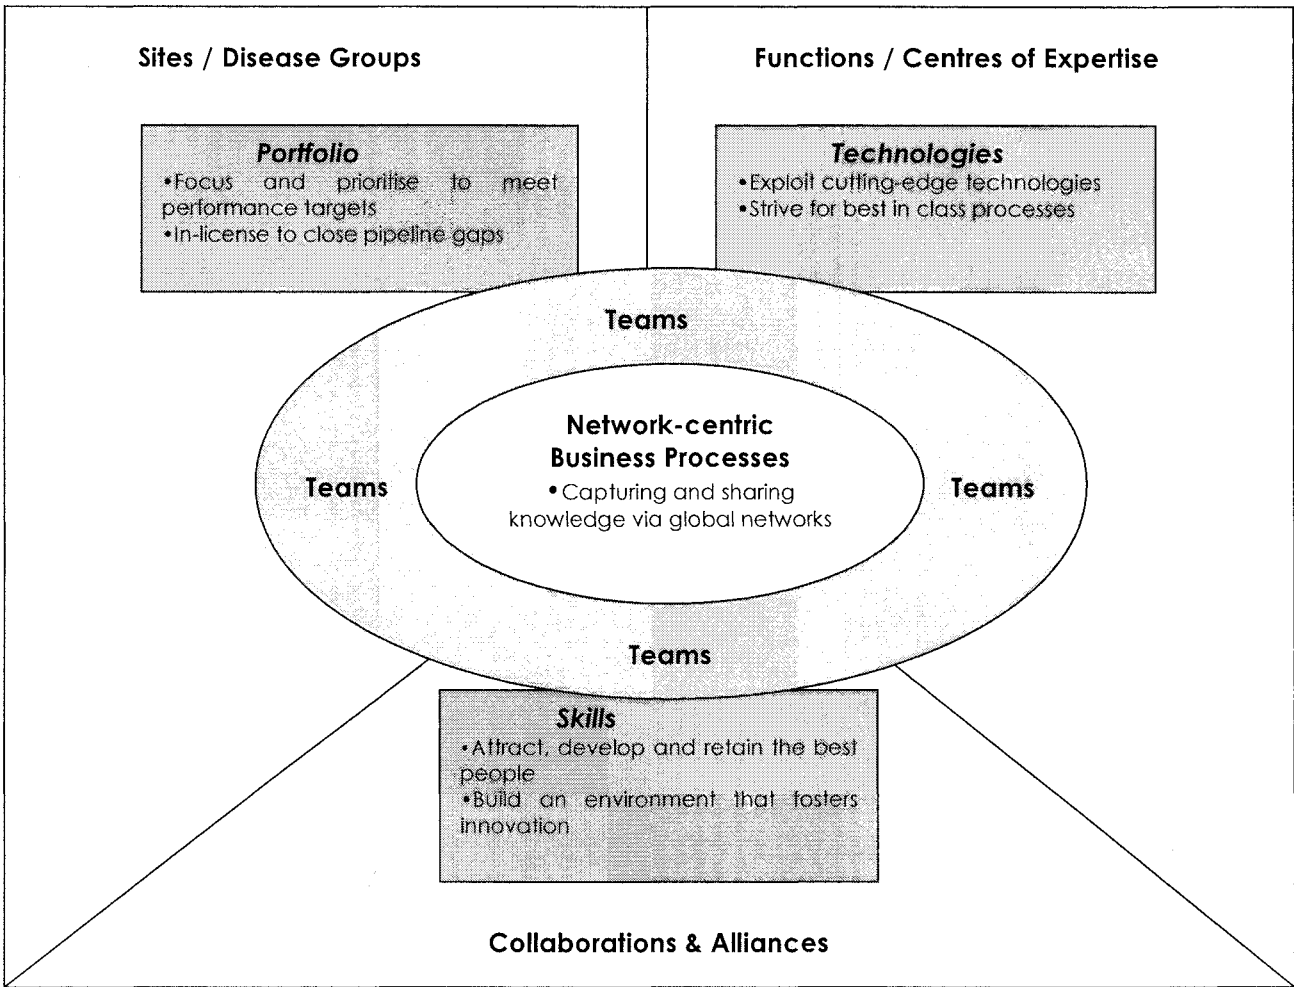 Sites / Disease Groups
Functions / Centres of Expertise
Portfolio
•Focus and prioritise to meet
performance targets
•In-license to close pipeline gaps
Technologies
•Exploit cutting-edge technologies
•Strive for best in class processes
Teams
Network-centric
Business Processes
•Capturing and sharing
knowledge via global networks
Teams
Teams
Teams
Skills
•Attract, develop and retain the best
people
•Build an environment that fosters
innovation
Collaborations & Alliances